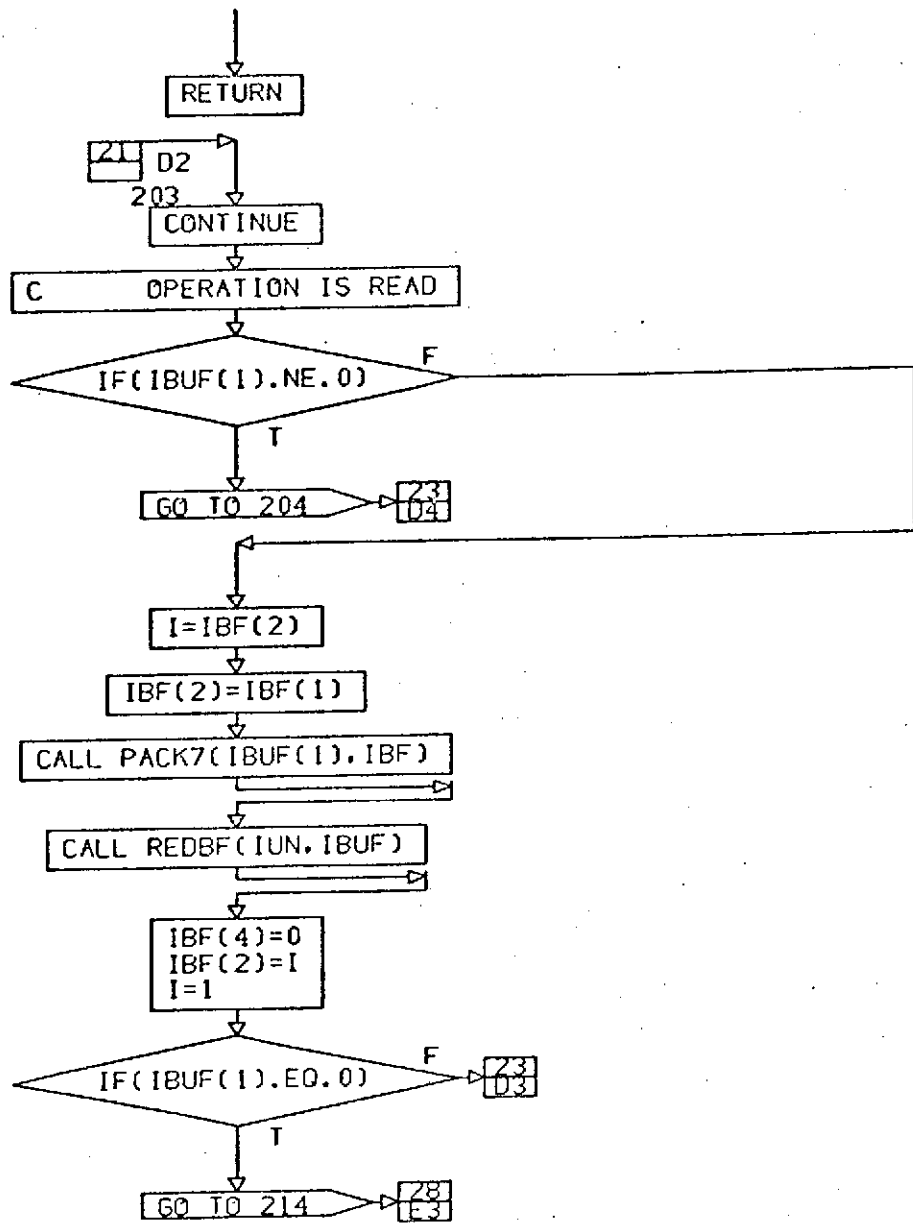 RETURN
21 D2
203
CONTINUE
C OPERATION IS READ
F
IF(IBUF(1).NE.0)
T
GO TO 204
23
D4
I=IBF(2)
IBF(2)=IBF(1)
CALL PACK7(IBUF(1),IBF)
CALL REDBF(IUN,IBUF)
IBF(4)=0
IBF(2)=I
I=1
F
IF(IBUF(1).EQ.0)
23
D3
T
GO TO 214
28
E3